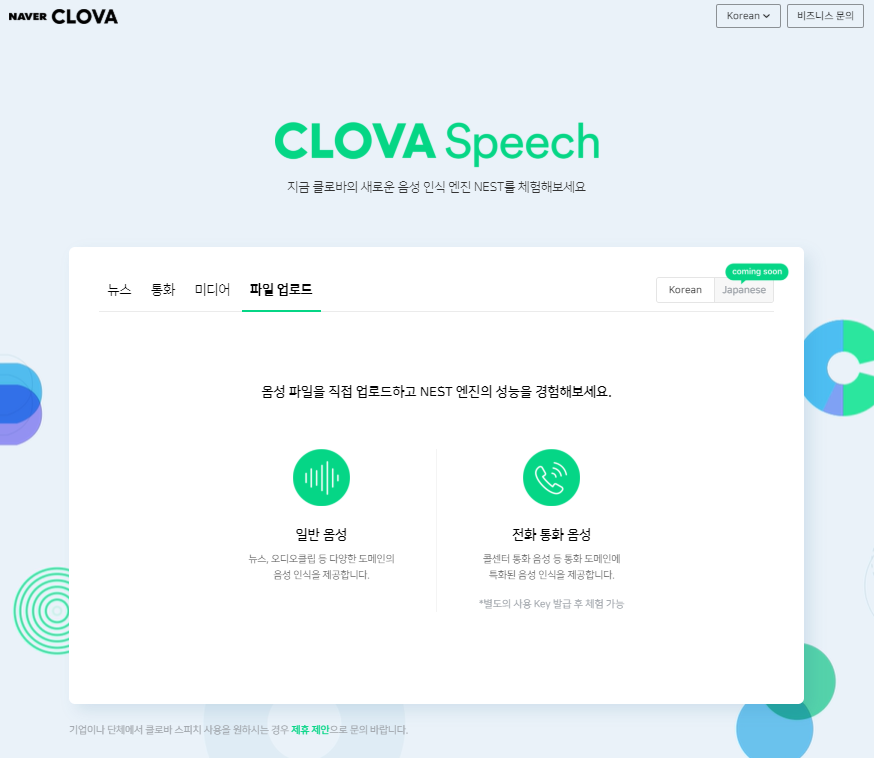 NAVER CLOVA
Korean
비즈니스 문의
CLOVA Speech
지금 클로바의 새로운 음성 인식 엔진 NEST를 체험해보세요
coming soon
뉴스 통화 미디어 파일 업로드
Korean Japanese
음성 파일을 직접 업로드하고 NEST 엔진의 성능을 경험해보세요.
일반 음성
뉴스, 오디오클립 등 다양한 도메인의
음성 인식을 제공합니다.
전화 통화 음성
콜센터 통화 음성 등 통화 도메인에
특화된 음성 인식을 제공합니다.
*별도의 사용 Key 발급 후 체험 가능
기업이나 단체에서 클로바 스피치 사용을 원하시는 경우 제휴 제안으로 문의 바랍니다.